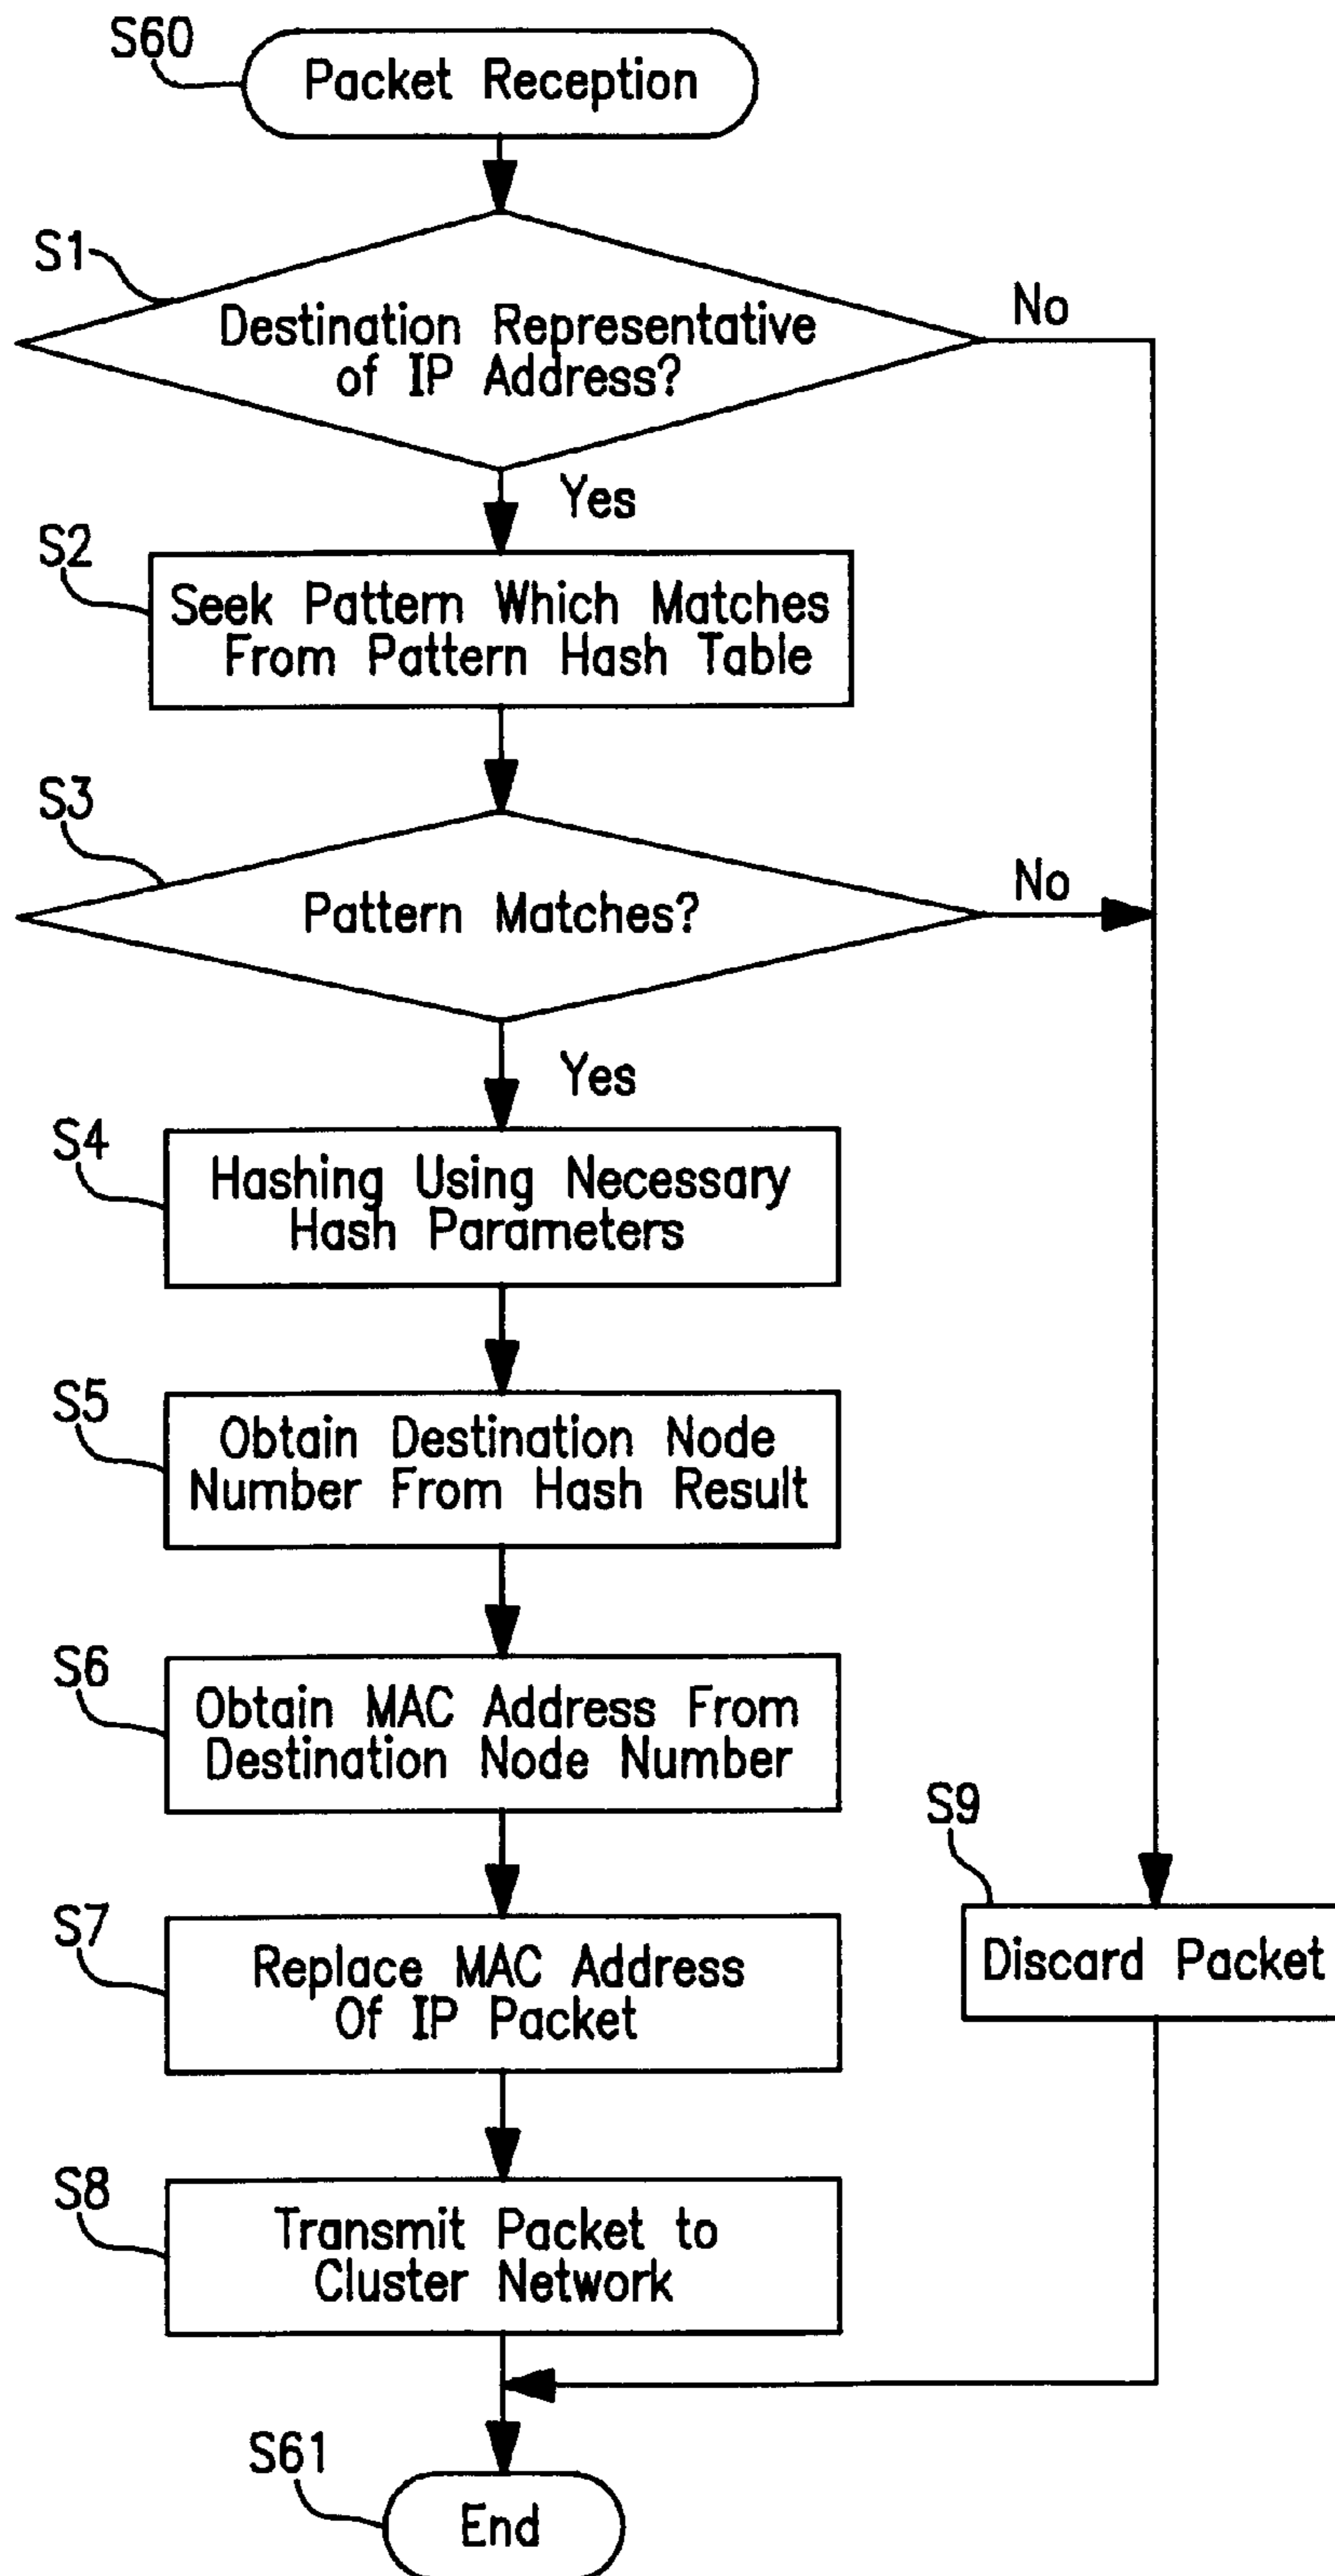 S60
Packet Reception
S1
Destination Representative
of IP Address?
No
Yes
S2
Seek Pattern Which Matches
From Pattern Hash Table
S3
Pattern Matches?
No
Yes
S4
Hashing Using Necessary
Hash Parameters
S5
Obtain Destination Node
Number From Hash Result
S6
Obtain MAC Address From
Destination Node Number
S7
Replace MAC Address
Of IP Packet
S9
Discard Packet
S8
Transmit Packet to
Cluster Network
S61
End